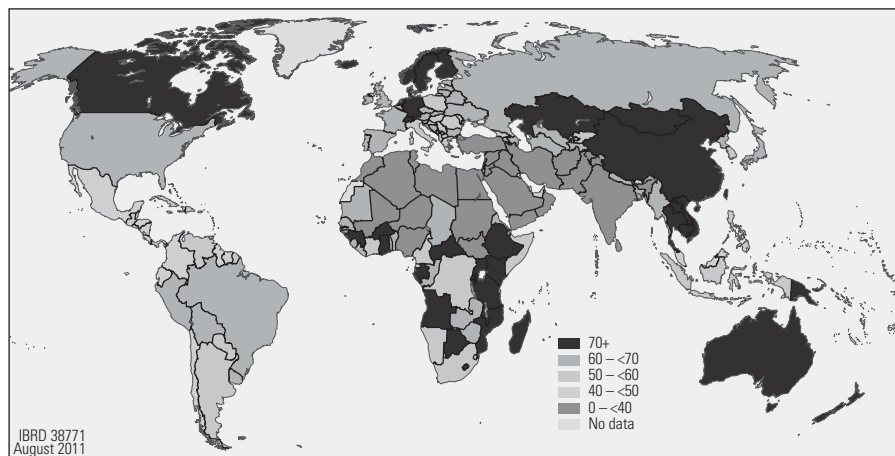 70+
60 – <70
50 – <60
40 – <50
0 – <40
No data
IBRD 38771
August 2011